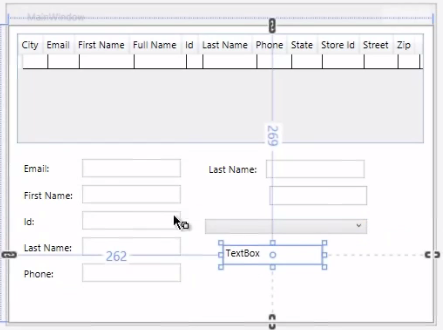 MainWindow
City Email First Name Full Name Id Last Name Phone State Store Id Street Zip
269
Email:
Last Name:
First Name:
Id:
Last Name:
262
TextBox
Phone: